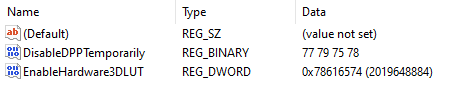 Name Type Data
(Default) REG_SZ (value not set)
DisableDPPTemporarily REG_BINARY 77 79 75 78
EnableHardware3DLUT REG_DWORD 0x78616574 (2019648884)